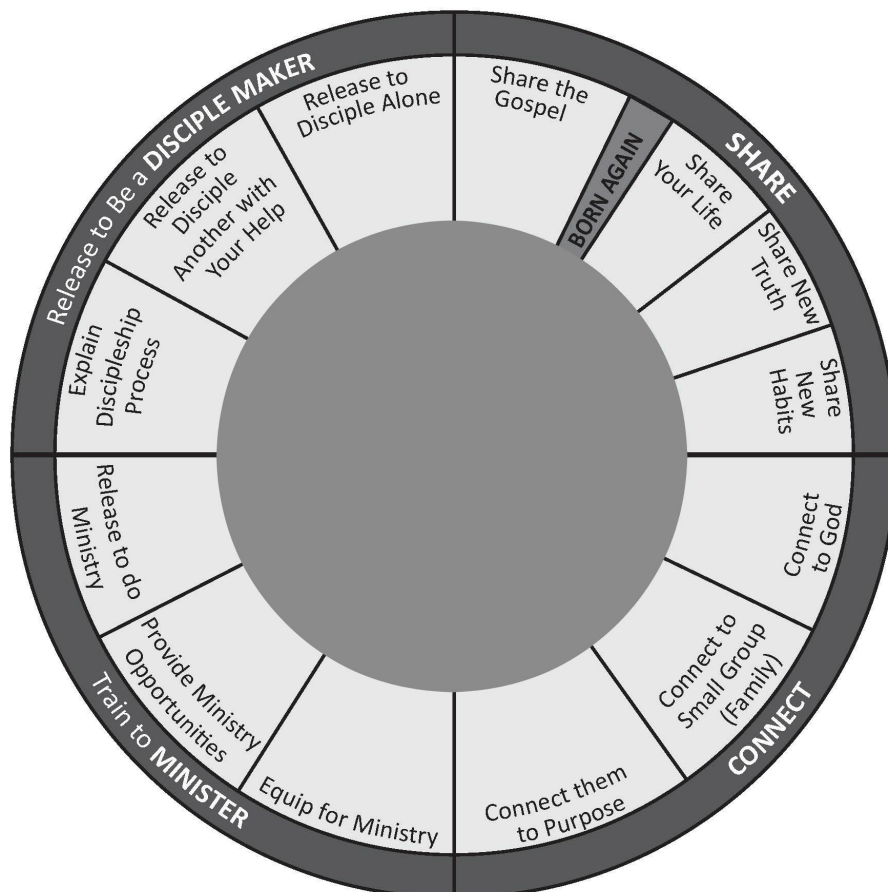 SHARE
Share the
Gospel
BORN AGAIN
Share
Your Life
Share New
Truth
Share
New
Habits
CONNECT
Connect
to God
Connect to
Small Group
(Family)
Connect them
to Purpose
Train to MINISTER
Equip for Ministry
Provide Ministry
Opportunities
Release to do
Ministry
Release to Be a DISCIPLE MAKER
Explain
Discipleship
Process
Release to
Disciple
Another with
Your Help
Release to
Disciple Alone